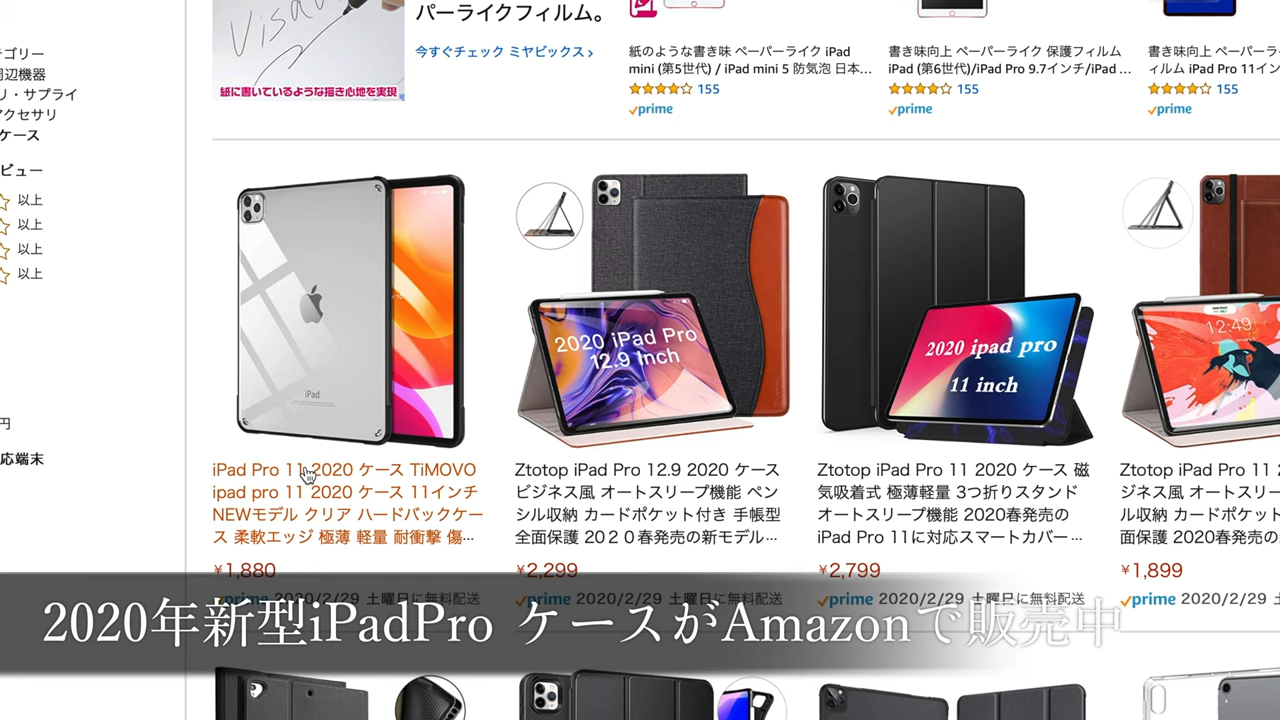 パーライクフィルム。
今すぐチェック ミヤビックス ›
紙に書いているような描き心地を実現
紙のような書き味 ペーパーライク iPad
mini (第5世代) / iPad mini 5 防気泡 日本...
155
prime
書き味向上 ペーパーライク 保護フィルム
iPad (第6世代)/iPad Pro 9.7インチ/iPad ...
155
prime
書き味向上 ペーパーラ
ィルム iPad Pro 11イン
155
prime
テゴリー
周辺機器
リ・サプライ
アクセサリ
ケース
ビュー
以上
以上
以上
以上
円
応端末
iPad
2020 iPad Pro
12.9 inch
2020 ipad pro
11 inch
12:49
iPad Pro 11 2020 ケース TiMOVO
ipad pro 11 2020 ケース 11インチ
NEWモデル クリア ハードバックケー
ス 柔軟エッジ 極薄 軽量 耐衝撃 傷...
¥1,880
prime 2020/2/29 土曜日に無料配送
Ztotop iPad Pro 12.9 2020 ケース
ビジネス風 オートスリープ機能 ペン
シル収納 カードポケット付き 手帳型
全面保護 2020春発売の新モデル...
¥2,299
prime 2020/2/29 土曜日に無料配送
Ztotop iPad Pro 11 2020 ケース 磁
気吸着式 極薄軽量 3つ折りスタンド
オートスリープ機能 2020春発売の
iPad Pro 11に対応スマートカバー...
¥2,799
prime 2020/2/29 土曜日に無料配送
Ztotop iPad Pro 11 2
ジネス風 オートスリー
ル収納 カードポケット
面保護 2020春発売の
¥1,899
prime 2020/2/29 土
2020年新型iPadPro ケースがAmazonで販売中